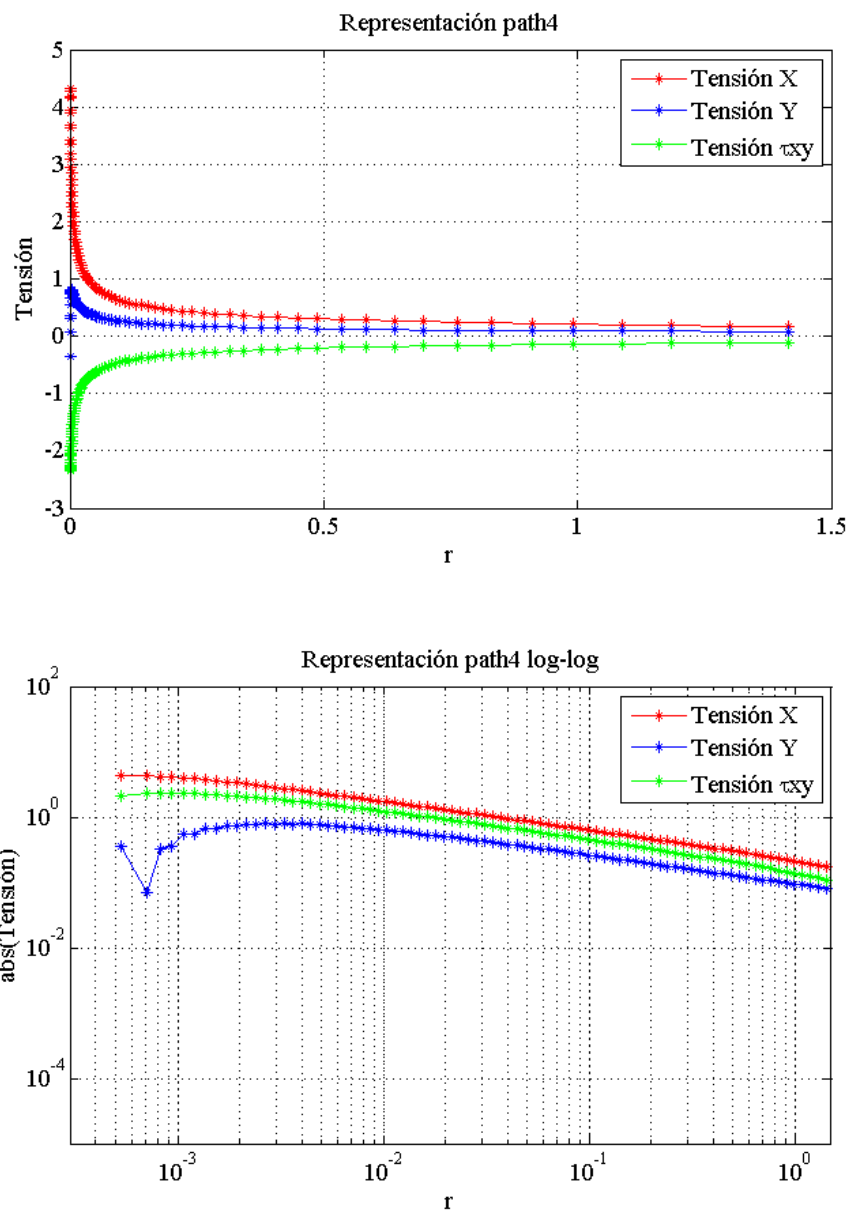 Representación path4
5
4
3
2
1
0
-1
-2
-3
Tensión
Tensión X
Tensión Y
Tensión τxy
0
0.5
1
1.5
r
Representación path4 log-log
10^2
10^0
10^-2
10^-4
abs(Tensión)
Tensión X
Tensión Y
Tensión τxy
10^-3
10^-2
10^-1
10^0
r